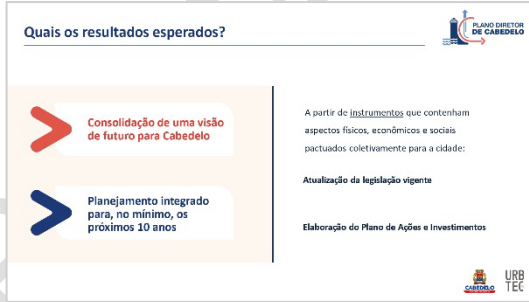 Quais os resultados esperados?
PLANO DIRETOR
DE CABEDELO
Consolidação de uma visão
de futuro para Cabedelo
Planejamento integrado
para, no mínimo, os
próximos 10 anos
A partir de instrumentos que contenham
aspectos físicos, econômicos e sociais
pactuados coletivamente para a cidade:
Atualização da legislação vigente
Elaboração do Plano de Ações e Investimentos
CABEDELO
URB
TEC